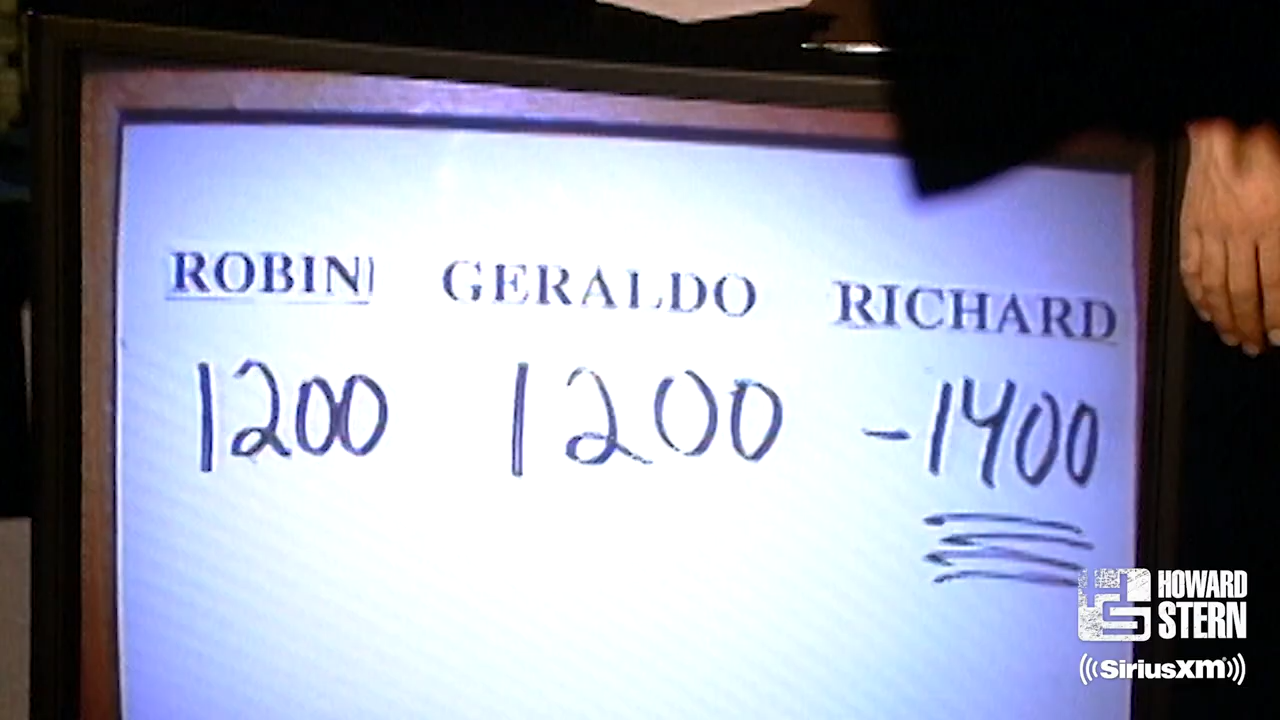 ROBIN GERALDO RICHARD
1200 1200 -1400
HOWARD
STERN
SiriusXM